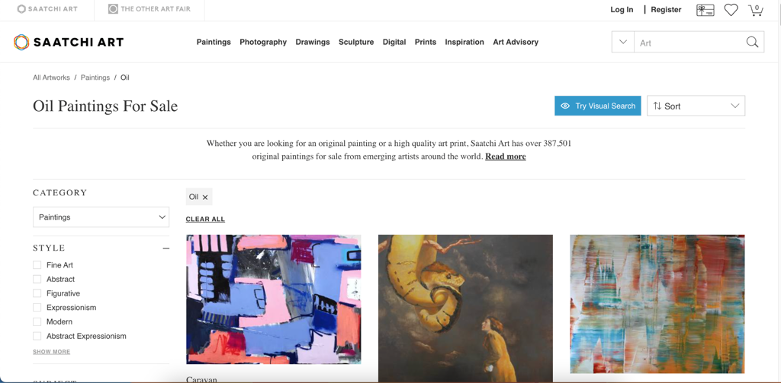 SAATCHI ART
THE OTHER ART FAIR
Log In | Register
0
SAATCHI ART
Paintings Photography Drawings Sculpture Digital Prints Inspiration Art Advisory
Art
All Artworks / Paintings / Oil
Oil Paintings For Sale
Try Visual Search
Sort
Whether you are looking for an original painting or a high quality art print, Saatchi Art has over 387,501
original paintings for sale from emerging artists around the world. Read more
CATEGORY
Paintings
STYLE
Fine Art
Abstract
Figurative
Expressionism
Modern
Abstract Expressionism
SHOW MORE
Oil ×
CLEAR ALL
Caravan